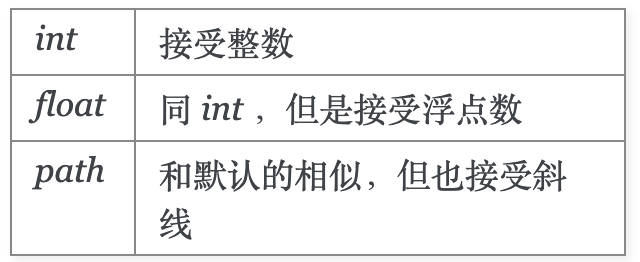 int 接受整数
float 同 int ，但是接受浮点数
path 和默认的相似，但也接受斜
线